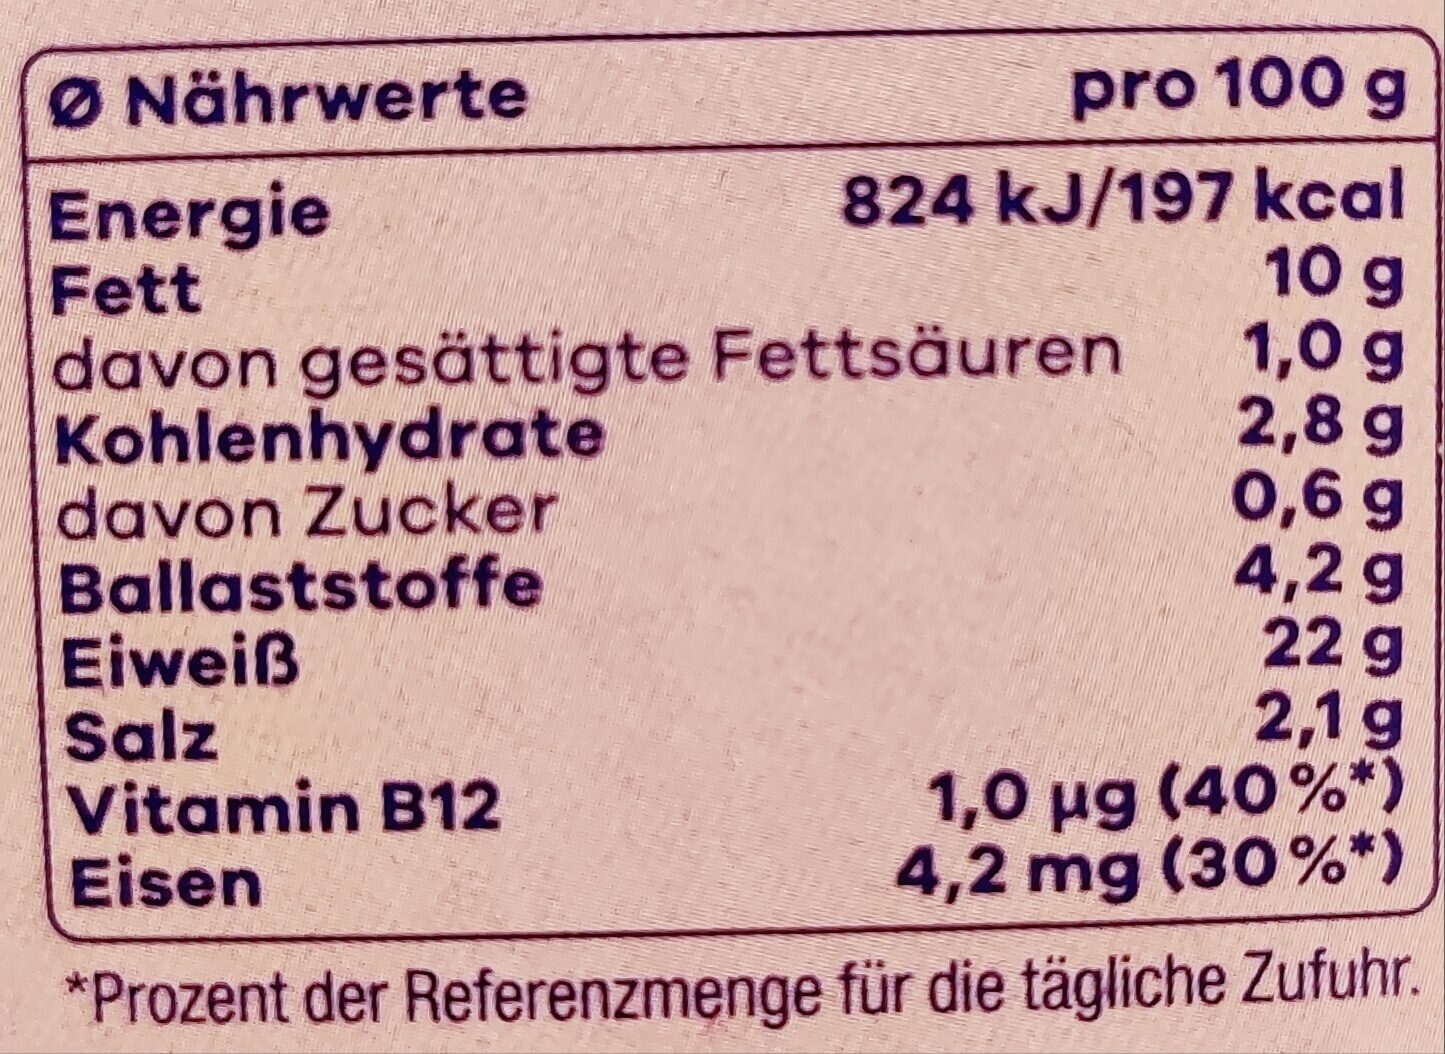 Ø Nährwerte pro 100 g
Energie 824 kJ/197 kcal
Fett 10 g
davon gesättigte Fettsäuren 1,0 g
Kohlenhydrate 2,8 g
davon Zucker 0,6 g
Ballaststoffe 4,2 g
Eiweiß 22 g
Salz 2,1 g
Vitamin B12 1,0 µg (40 %*)
Eisen 4,2 mg (30 %*)
*Prozent der Referenzmenge für die tägliche Zufuhr.